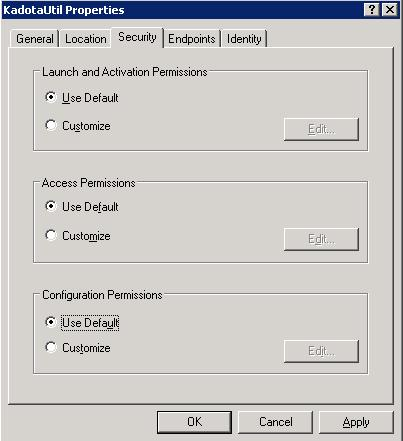 KadotaUtil Properties
General Location Security Endpoints Identity
Launch and Activation Permissions
Use Default
Customize
Edit...
Access Permissions
Use Default
Customize
Edit...
Configuration Permissions
Use Default
Customize
Edit...
OK Cancel Apply